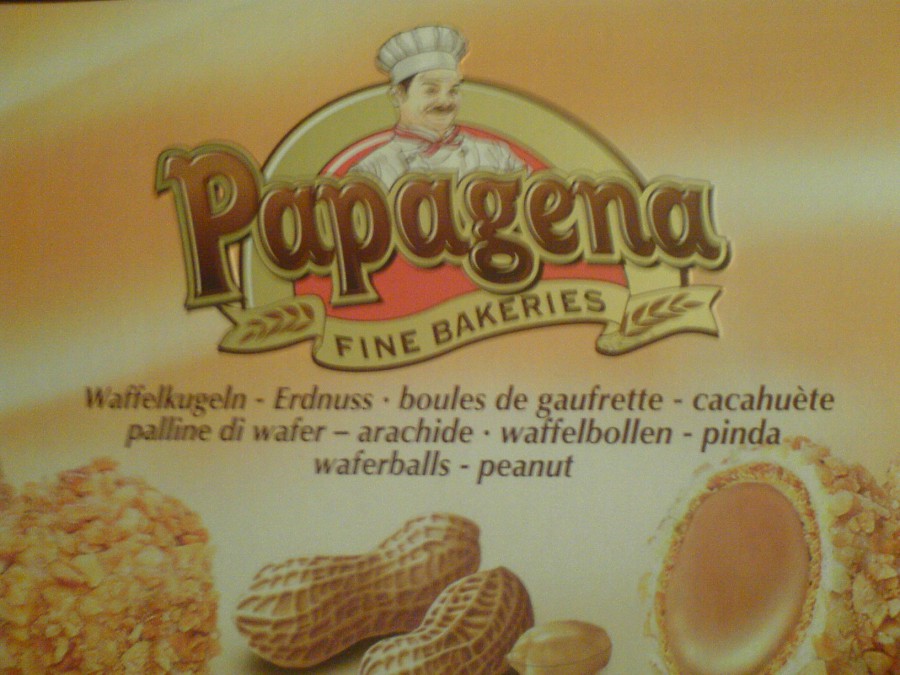 Papagena
FINE BAKERIES
Waffelkugeln - Erdnuss · boules de gaufrette - cacahuète
palline di wafer – arachide · waffelbollen - pinda
waferballs - peanut